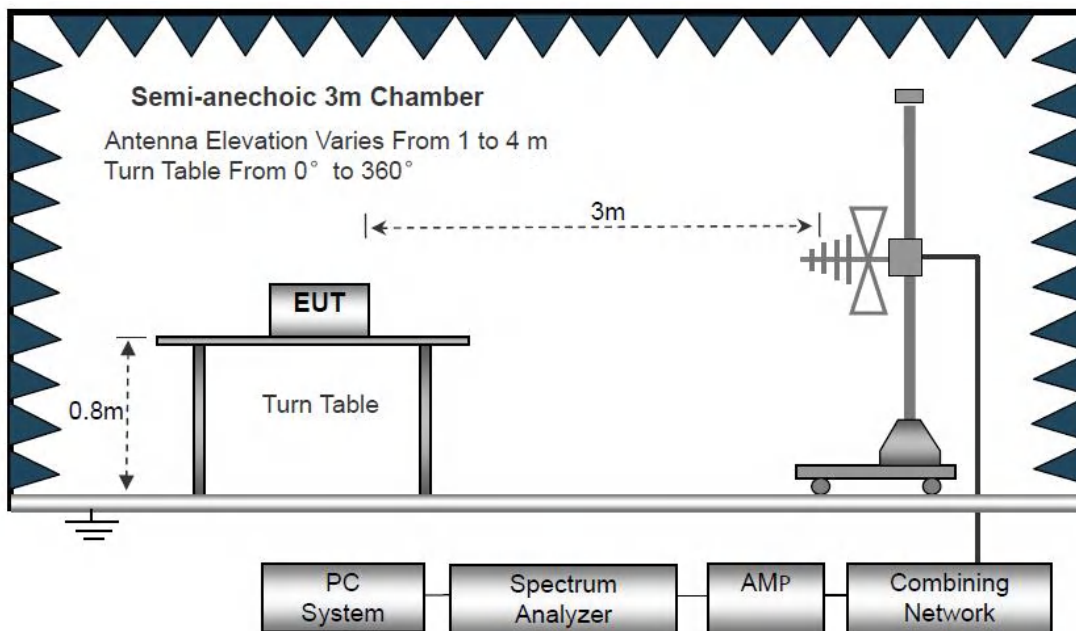 Semi-anechoic 3m Chamber
Antenna Elevation Varies From 1 to 4 m
Turn Table From 0° to 360°
3m
EUT
0.8m
Turn Table
PC
System
Spectrum
Analyzer
AMP
Combining
Network